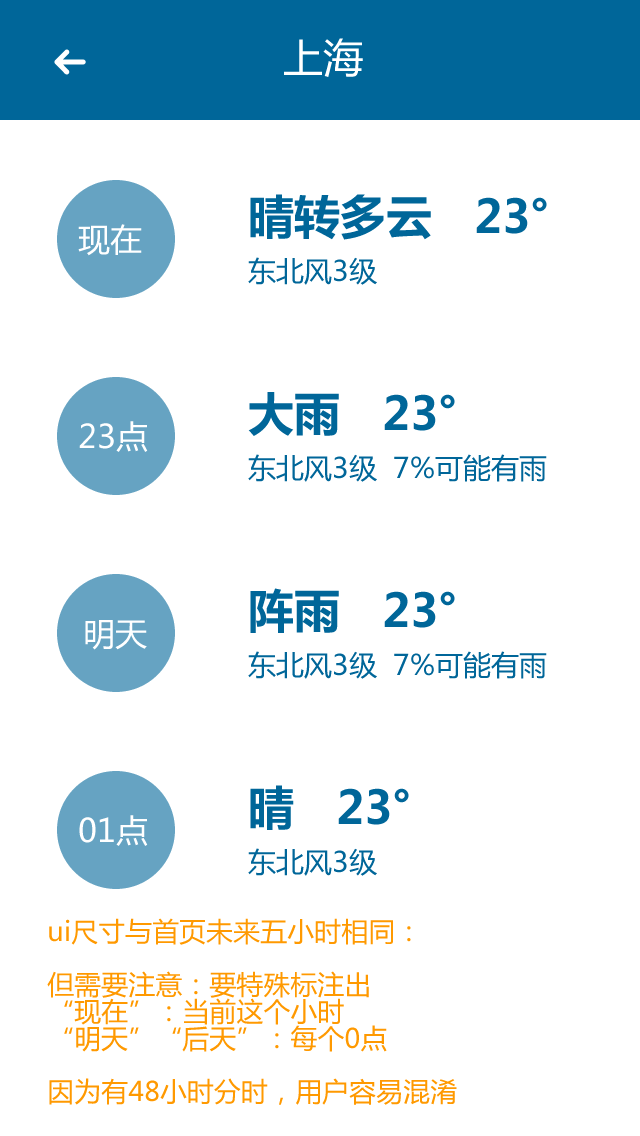 上海
现在
晴转多云 23°
东北风3级
23点
大雨 23°
东北风3级 7%可能有雨
明天
阵雨 23°
东北风3级 7%可能有雨
01点
晴 23°
东北风3级
ui尺寸与首页未来五小时相同：
但需要注意：要特殊标注出
“现在”：当前这个小时
“明天”“后天”：每个0点
因为有48小时分时，用户容易混淆